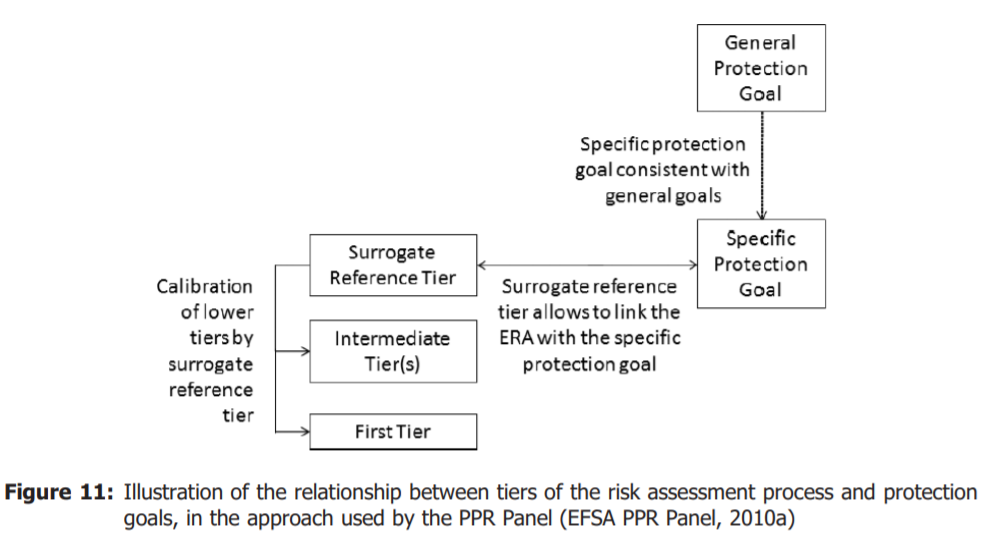 General
Protection
Goal
Specific protection
goal consistent with
general goals
Specific
Protection
Goal
Surrogate
Reference Tier
Surrogate reference
tier allows to link the
ERA with the specific
protection goal
Calibration
of lower
tiers by
surrogate
reference
tier
Intermediate
Tier(s)
First Tier
Figure 11: Illustration of the relationship between tiers of the risk assessment process and protection
goals, in the approach used by the PPR Panel (EFSA PPR Panel, 2010a)